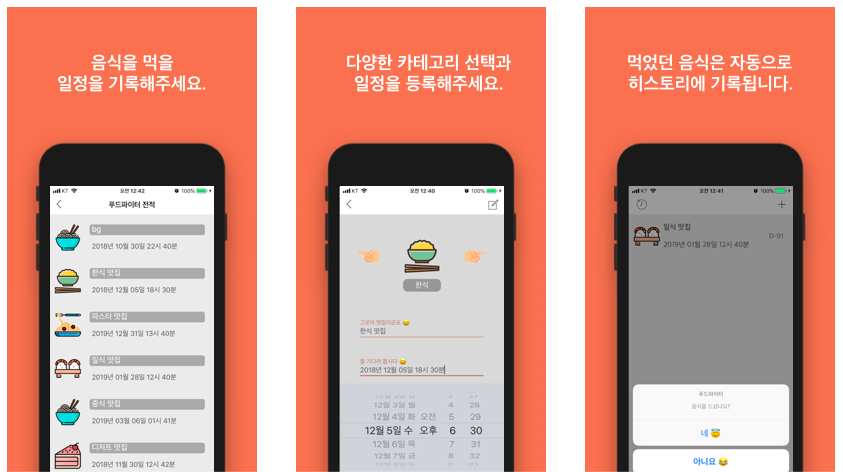 음식을 먹을
일정을 기록해주세요.
KT 오전 12:42 100%
푸드파이터 전적
bg
2018년 10월 30일 22시 40분
한식 맛집
2018년 12월 05일 18시 30분
파스타 맛집
2019년 12월 31일 13시 40분
일식 맛집
2019년 01월 28일 12시 40분
중식 맛집
2019년 03월 06일 01시 41분
디저트 맛집
2018년 11월 30일 12시 42분
다양한 카테고리 선택과
일정을 등록해주세요.
KT 오전 12:40 100%
한식
그곳이 맛집이군요 😀
한식 맛집
잘 기다려 봅시다 😀
2018년 12월 05일 18시 30분
12월 3일 월 4 28
12월 4일 화 오전 5 29
12월 5일 수 오후 6 30
12월 6일 목 7 31
12월 7일 금 8 32
먹었던 음식은 자동으로
히스토리에 기록됩니다.
KT 오전 12:41 100%
일식 맛집
2019년 01월 28일 12시 40분
D-91
푸드파이터
음식을 드셨나요?
네 😇
아니요 😂